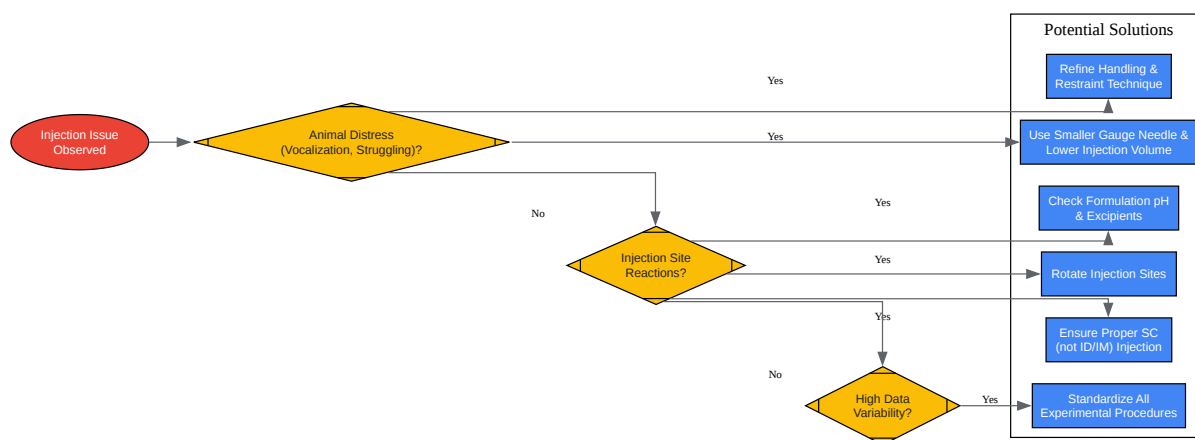 Potential Solutions
Yes
Refine Handling &
Restraint Technique
Injection Issue
Observed
Animal Distress
(Vocalization, Struggling)?
Yes
Use Smaller Gauge Needle &
Lower Injection Volume
No
Yes
Check Formulation pH
& Excipients
Injection Site
Reactions?
Yes
Rotate Injection Sites
Yes
Ensure Proper SC
(not ID/IM) Injection
No
High Data
Variability?
Yes
Standardize All
Experimental Procedures